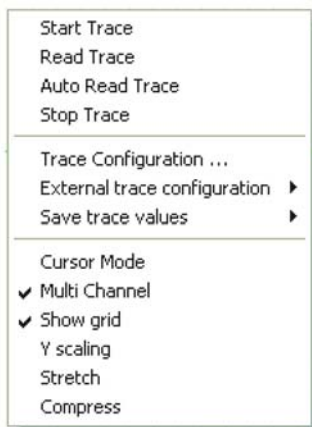 Start Trace
Read Trace
Auto Read Trace
Stop Trace
Trace Configuration ...
External trace configuration
Save trace values
Cursor Mode
Multi Channel
Show grid
Y scaling
Stretch
Compress